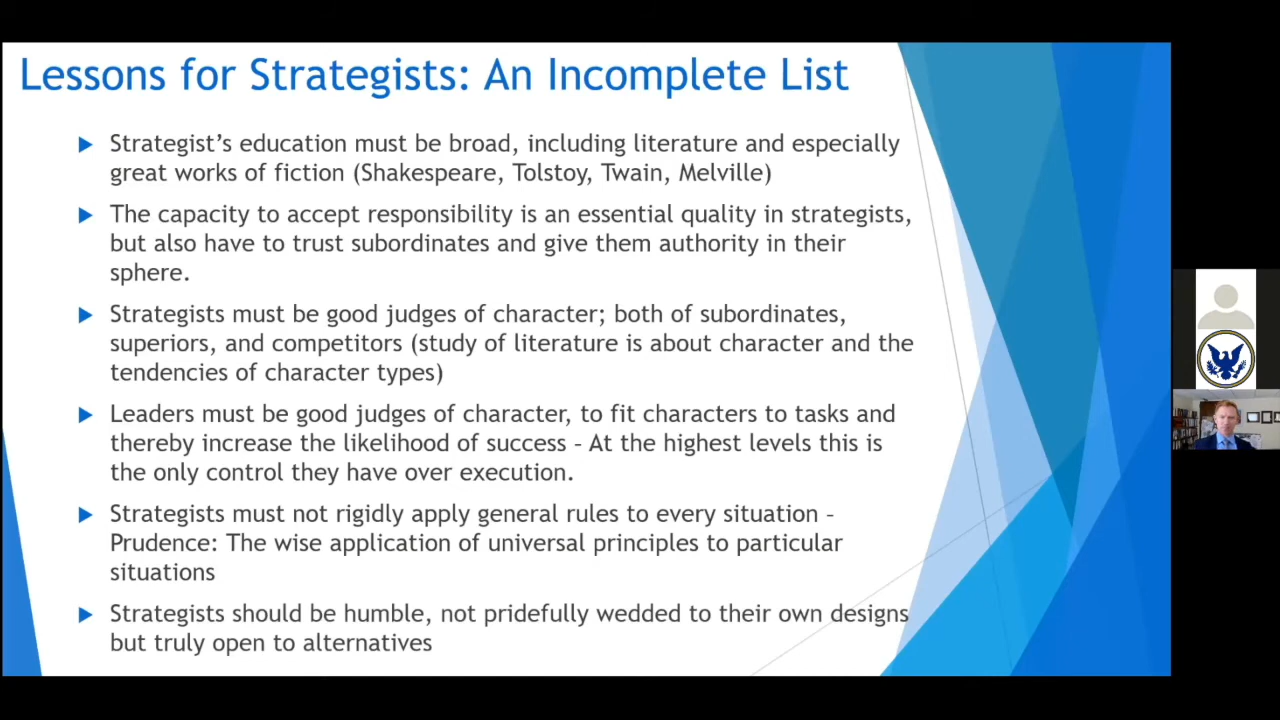 Lessons for Strategists: An Incomplete List
Strategist's education must be broad, including literature and especially
great works of fiction (Shakespeare, Tolstoy, Twain, Melville)
The capacity to accept responsibility is an essential quality in strategists,
but also have to trust subordinates and give them authority in their
sphere.
Strategists must be good judges of character; both of subordinates,
superiors, and competitors (study of literature is about character and the
tendencies of character types)
Leaders must be good judges of character, to fit characters to tasks and
thereby increase the likelihood of success – At the highest levels this is
the only control they have over execution.
Strategists must not rigidly apply general rules to every situation –
Prudence: The wise application of universal principles to particular
situations
Strategists should be humble, not pridefully wedded to their own designs
but truly open to alternatives